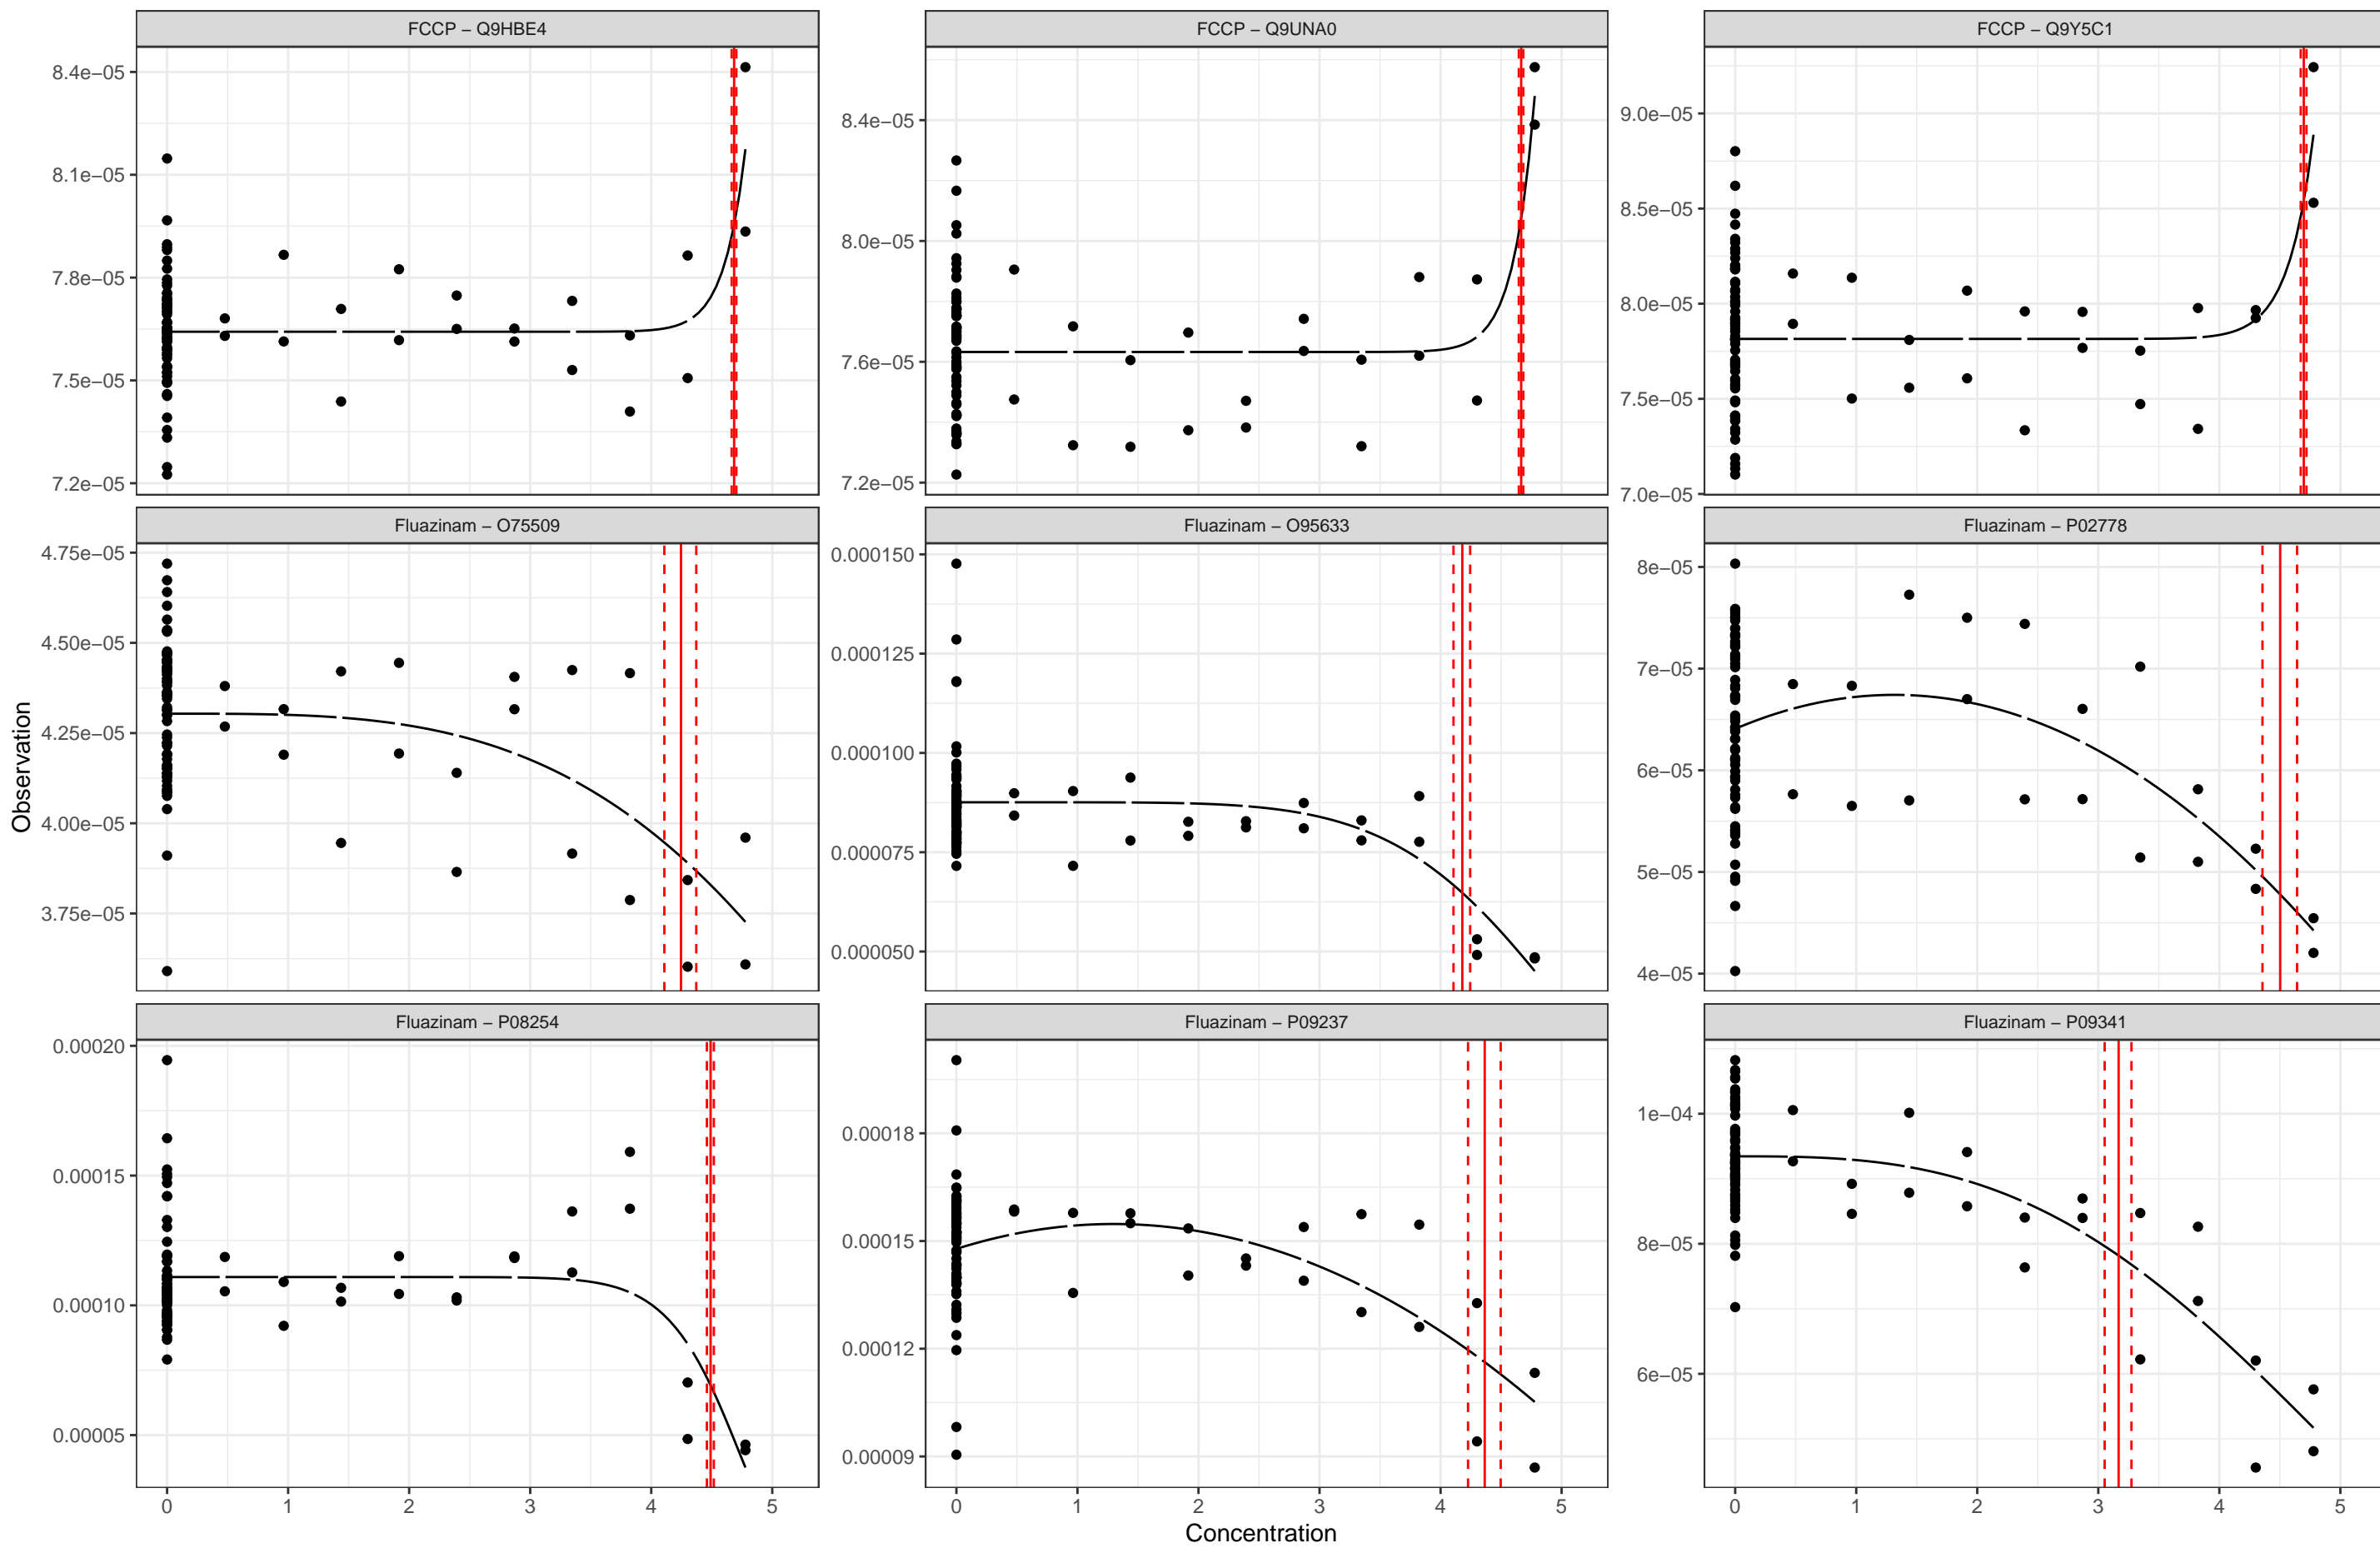 FCCP – Q9HBE4
FCCP – Q9UNA0
FCCP – Q9Y5C1
8.4e−05
8.1e−05
7.8e−05
7.5e−05
7.2e−05
8.4e−05
8.0e−05
7.6e−05
7.2e−05
9.0e−05
8.5e−05
8.0e−05
7.5e−05
7.0e−05
Fluazinam – O75509
Fluazinam – O95633
Fluazinam – P02778
4.75e−05
4.50e−05
4.25e−05
4.00e−05
3.75e−05
0.000150
0.000125
0.000100
0.000075
0.000050
8e−05
7e−05
6e−05
5e−05
4e−05
Observation
Fluazinam – P08254
Fluazinam – P09237
Fluazinam – P09341
0.00020
0.00015
0.00010
0.00005
0.00018
0.00015
0.00012
0.00009
1e−04
8e−05
6e−05
0 1 2 3 4 5
0 1 2 3 4 5
0 1 2 3 4 5
Concentration